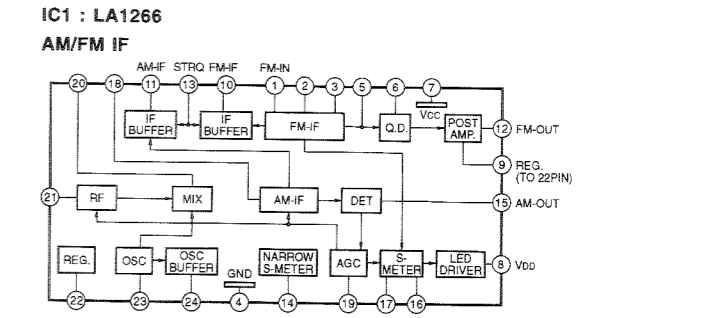 IC1 : LA1266
AM/FM IF
AM-IF STRQ FM-IF FM-IN
20 18 11 13 10 1 2 3 5 6 7
VCC
IF BUFFER
IF BUFFER
FM-IF
Q.D.
POST AMP.
12 FM-OUT
9 REG. (TO 22PIN)
21
RF
MIX
AM-IF
DET
15 AM-OUT
REG.
OSC
OSC BUFFER
GND
NARROW S-METER
AGC
S-METER
LED DRIVER
8 VDD
22 23 24 4 14 19 17 16